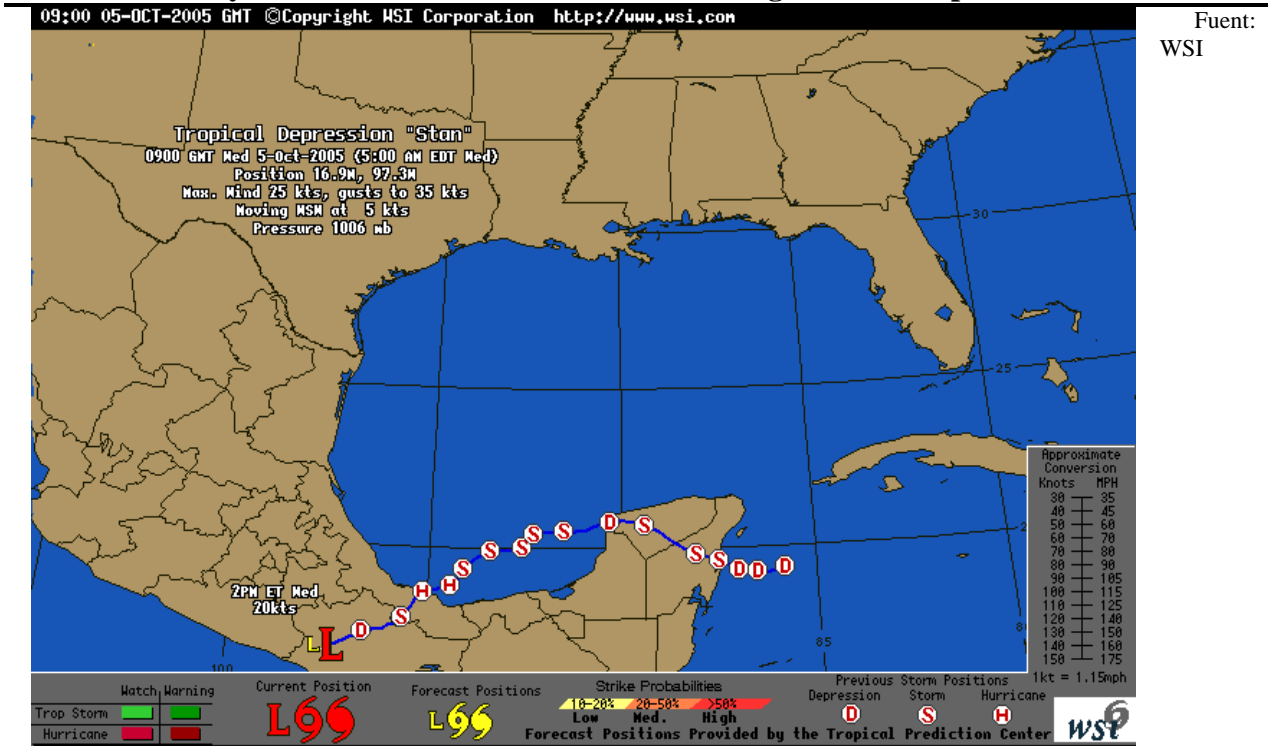 09:00 05-OCT-2005 GMT ©Copyright WSI Corporation http://www.wsi.com
Fuent:
WSI
Tropical Depression "Stan"
0900 GMT Wed 5-Oct-2005 (5:00 AM EDT Wed)
Position 16.9N, 97.3W
Max. Wind 25 kts, gusts to 35 kts
Moving WSW at 5 kts
Pressure 1006 mb
30
25
85
100
D S S S S S D S S S D D D
H H S
2PM ET Wed
20kts
L L
Approximate
Conversion
Knots MPH
30 35
40 45
50 60
60 70
70 80
80 90
90 105
100 115
110 125
120 140
130 150
140 160
150 175
1kt = 1.15mph
Watch Warning
Trop Storm
Hurricane
Current Position
L
Forecast Positions
L
Strike Probabilities
10-20% 20-50% >50%
Low Med. High
Previous Storm Positions
Depression Storm Hurricane
D S H
Forecast Positions Provided by the Tropical Prediction Center
WSI